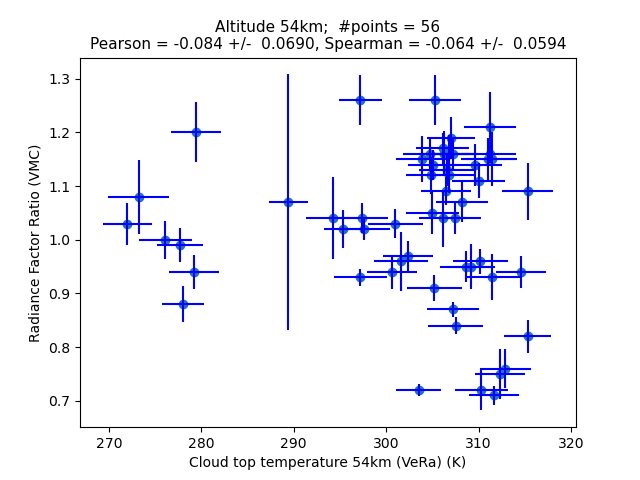 Altitude 54km;  #points = 56
Pearson = -0.084 +/-  0.0690, Spearman = -0.064 +/-  0.0594
Radiance Factor Ratio (VMC)
1.3
1.2
1.1
1.0
0.9
0.8
0.7
270 280 290 300 310 320
Cloud top temperature 54km (VeRa) (K)